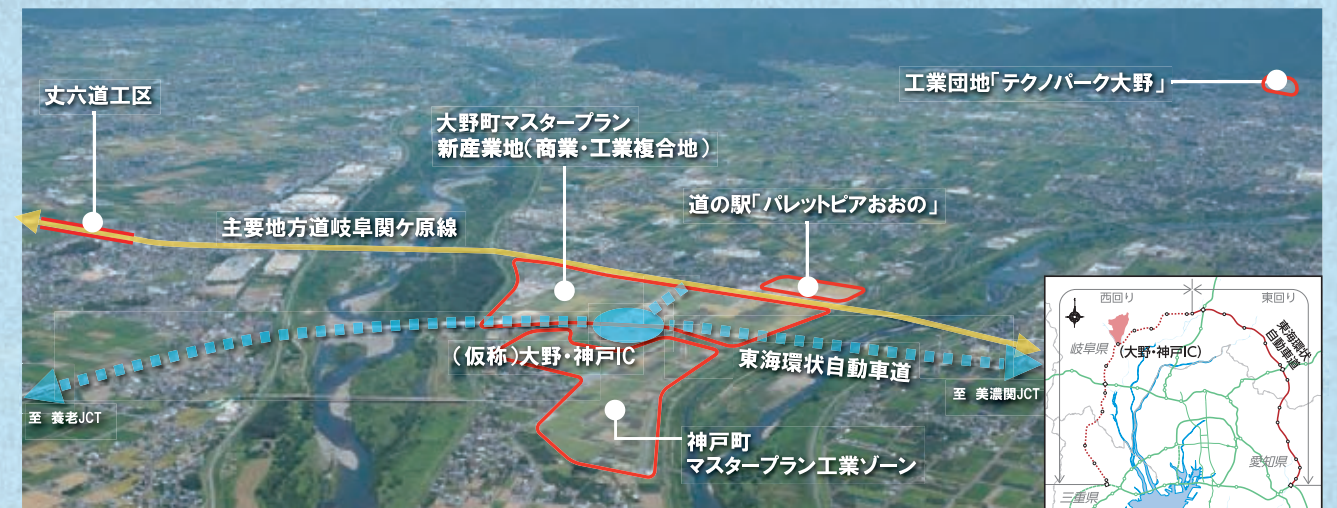 丈六道工区
大野町マスタープラン
新産業地（商業・工業複合地）
工業団地「テクノパーク大野」
道の駅「パレットピアおおの」
主要地方道岐阜関ケ原線
（仮称）大野・神戸IC
東海環状自動車道
至 養老JCT
至 美濃関JCT
神戸町
マスタープラン工業ゾーン
西回り
東回り
岐阜県
（大野・神戸IC）
東海環状
自動車道
愛知県
三重県